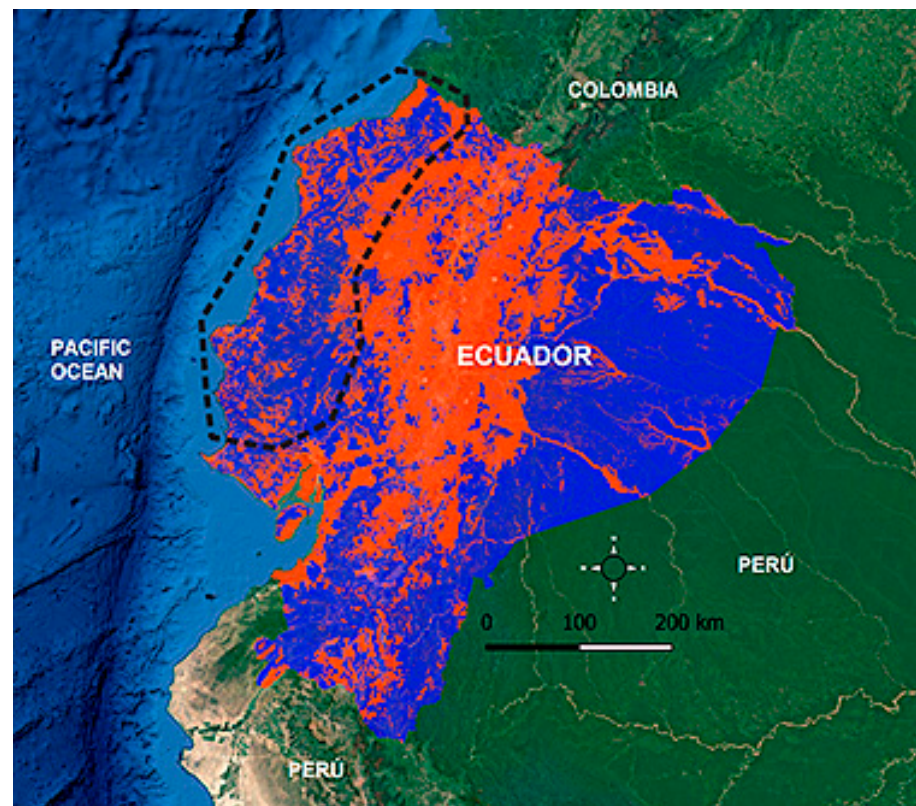 COLOMBIA
PACIFIC
OCEAN
ECUADOR
PERÚ
0 100 200 km
PERÚ